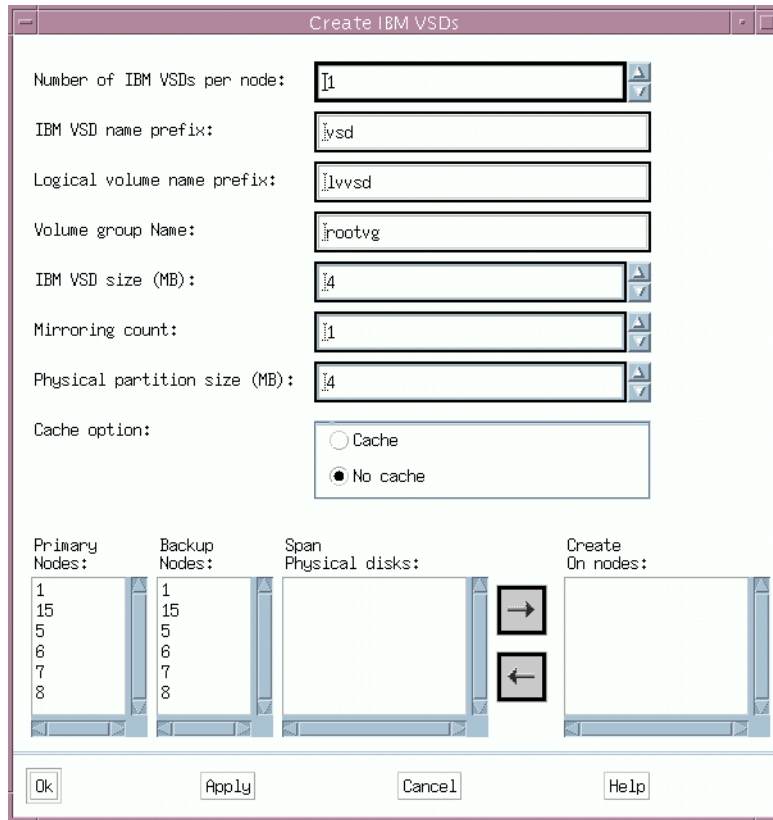 Create IBM VSDs
Number of IBM VSDs per node: 1
IBM VSD name prefix: vsd
Logical volume name prefix: lvvsd
Volume group Name: rootvg
IBM VSD size (MB): 4
Mirroring count: 1
Physical partition size (MB): 4
Cache option:
Cache
No cache
Primary Nodes:
1
15
5
6
7
8
Backup Nodes:
1
15
5
6
7
8
Span Physical disks:
Create On nodes:
Ok Apply Cancel Help